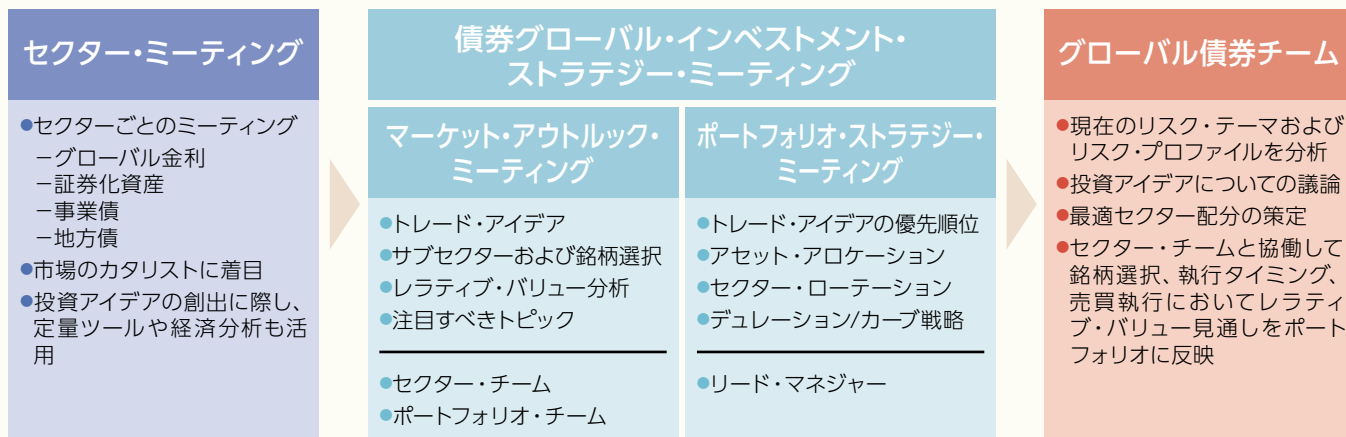 セクター・ミーティング
●セクターごとのミーティング
－グローバル金利
－証券化資産
－事業債
－地方債
●市場のカタリストに着目
●投資アイデアの創出に際し、
定量ツールや経済分析も活
用
債券グローバル・インベストメント・
ストラテジー・ミーティング
マーケット・アウトルック・
ミーティング
●トレード・アイデア
●サブセクターおよび銘柄選択
●レラティブ・バリュー分析
●注目すべきトピック
●セクター・チーム
●ポートフォリオ・チーム
ポートフォリオ・ストラテジー・
ミーティング
●トレード・アイデアの優先順位
●アセット・アロケーション
●セクター・ローテーション
●デュレーション/カーブ戦略
●リード・マネジャー
グローバル債券チーム
●現在のリスク・テーマおよび
リスク・プロファイルを分析
●投資アイデアについての議論
●最適セクター配分の策定
●セクター・チームと協働して
銘柄選択、執行タイミング、
売買執行においてレラティ
ブ・バリュー見通しをポート
フォリオに反映